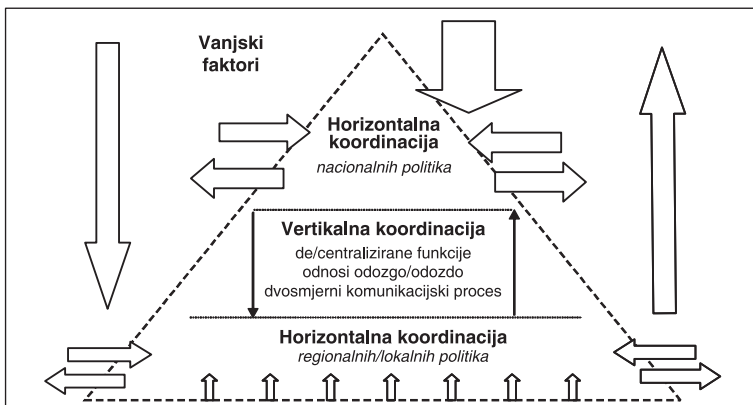 Vanjski
faktori
Horizontalna
koordinacija
nacionalnih politika
Vertikalna koordinacija
de/centralizirane funkcije
odnosi odozgo/odozdo
dvosmjerni komunikacijski proces
Horizontalna koordinacija
regionalnih/lokalnih politika